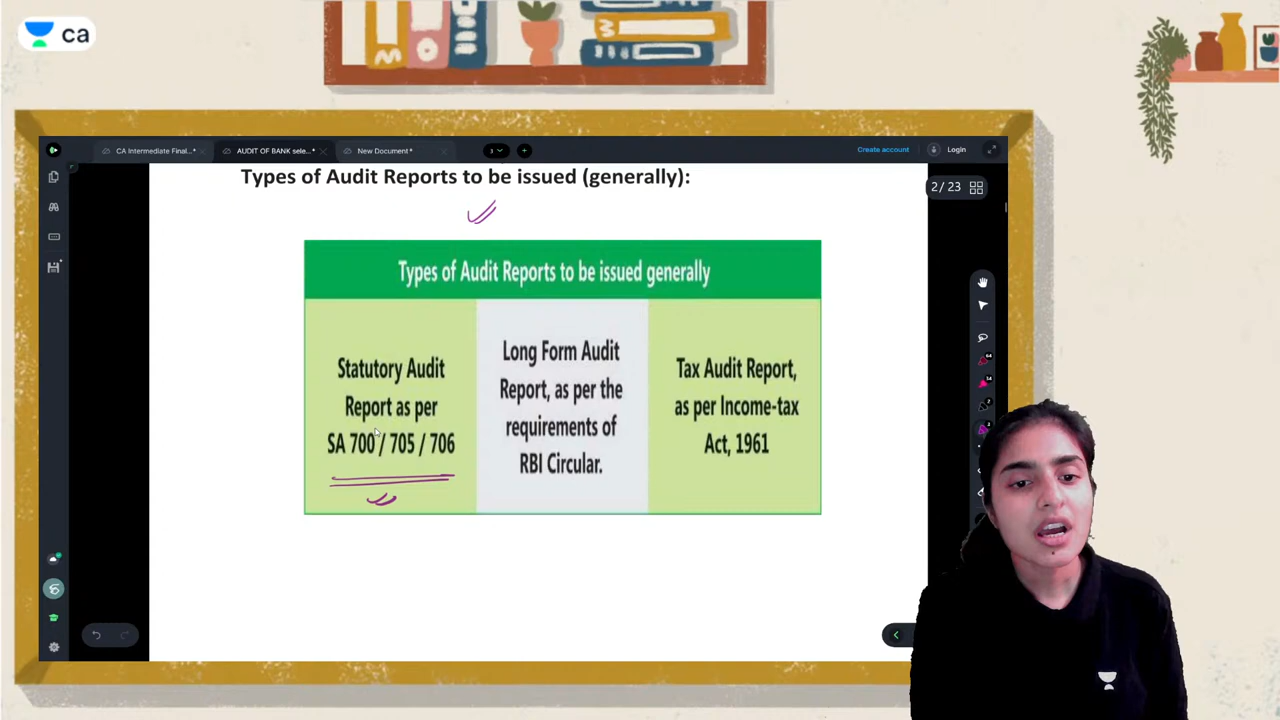 ca
CA Intermediate Final...*
AUDIT OF BANK sele...*
New Document*
3
Create account
Login
Types of Audit Reports to be issued (generally):
2 / 23
Types of Audit Reports to be issued generally
Statutory Audit
Report as per
SA 700 / 705 / 706
Long Form Audit
Report, as per the
requirements of
RBI Circular.
Tax Audit Report,
as per Income-tax
Act, 1961